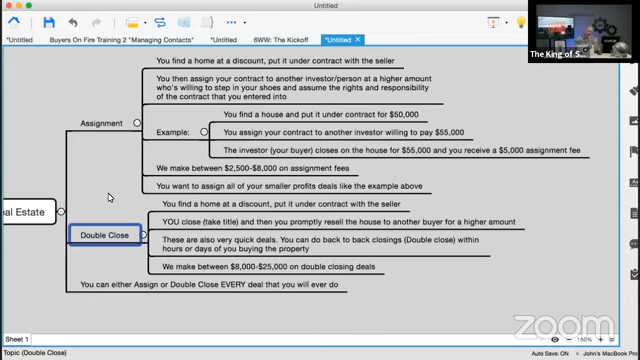 Untitled
The King of S...
*Untitled
Buyers On Fire Training 2 "Managing Contacts"
*Untitled
6WW: The Kickoff
*Untitled
You find a home at a discount, put it under contract with the seller
You then assign your contract to another investor/person at a higher amount
who's willing to step in your shoes and assume the rights and responsibility
of the contract that you entered into
Assignment
You find a house and put it under contract for $50,000
Example:
You assign your contract to another investor willing to pay $55,000
The investor (your buyer) closes on the house for $55,000 and you receive a $5,000 assignment fee
We make between $2,500-$8,000 on assignment fees
You want to assign all of your smaller profits deals like the example above
eal Estate
You find a home at a discount, put it under contract with the seller
YOU close (take title) and then you promptly resell the house to another buyer for a higher amount
Double Close
These are also very quick deals. You can do back to back closings (Double close) within
hours or days of you buying the property
We make between $8,000-$25,000 on double closing deals
You can either Assign or Double Close EVERY deal that you will ever do
zoom
Sheet 1
150%
Topic (Double Close)
Auto Save: ON
John's MacBook Pro